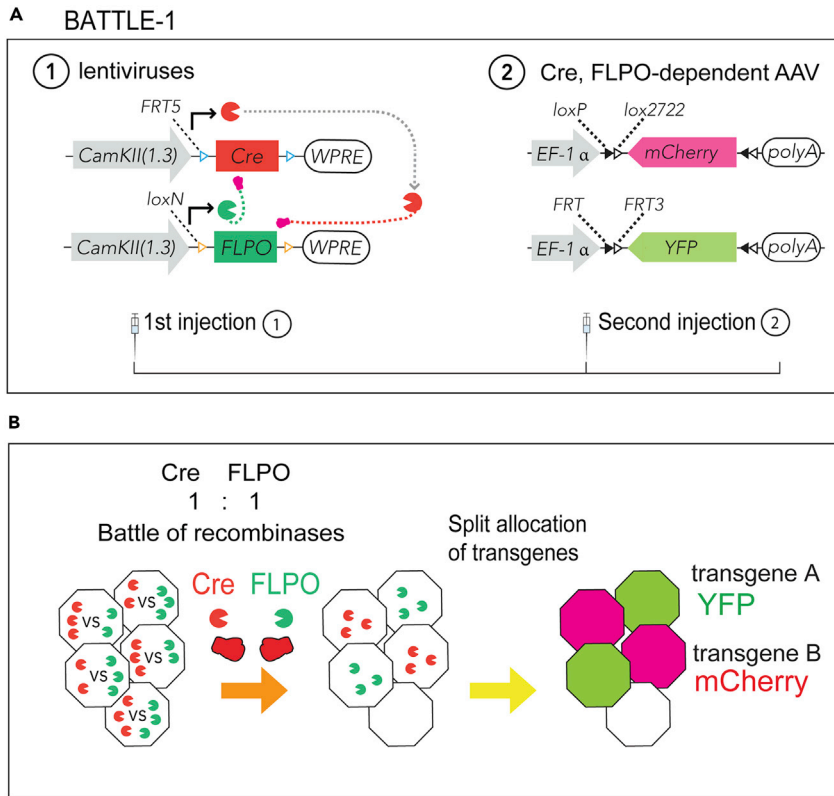 A
BATTLE-1
1 lentiviruses
FRT5
CamKII(1.3) Cre WPRE
loxN
CamKII(1.3) FLPO WPRE
2 Cre, FLPO-dependent AAV
loxP lox2722
EF-1 α mCherry polyA
FRT FRT3
EF-1 α YFP polyA
1st injection 1
Second injection 2
B
Cre FLPO
1 : 1
Battle of recombinases
Cre FLPO
vs
vs
vs
vs
vs
Split allocation
of transgenes
transgene A
YFP
transgene B
mCherry